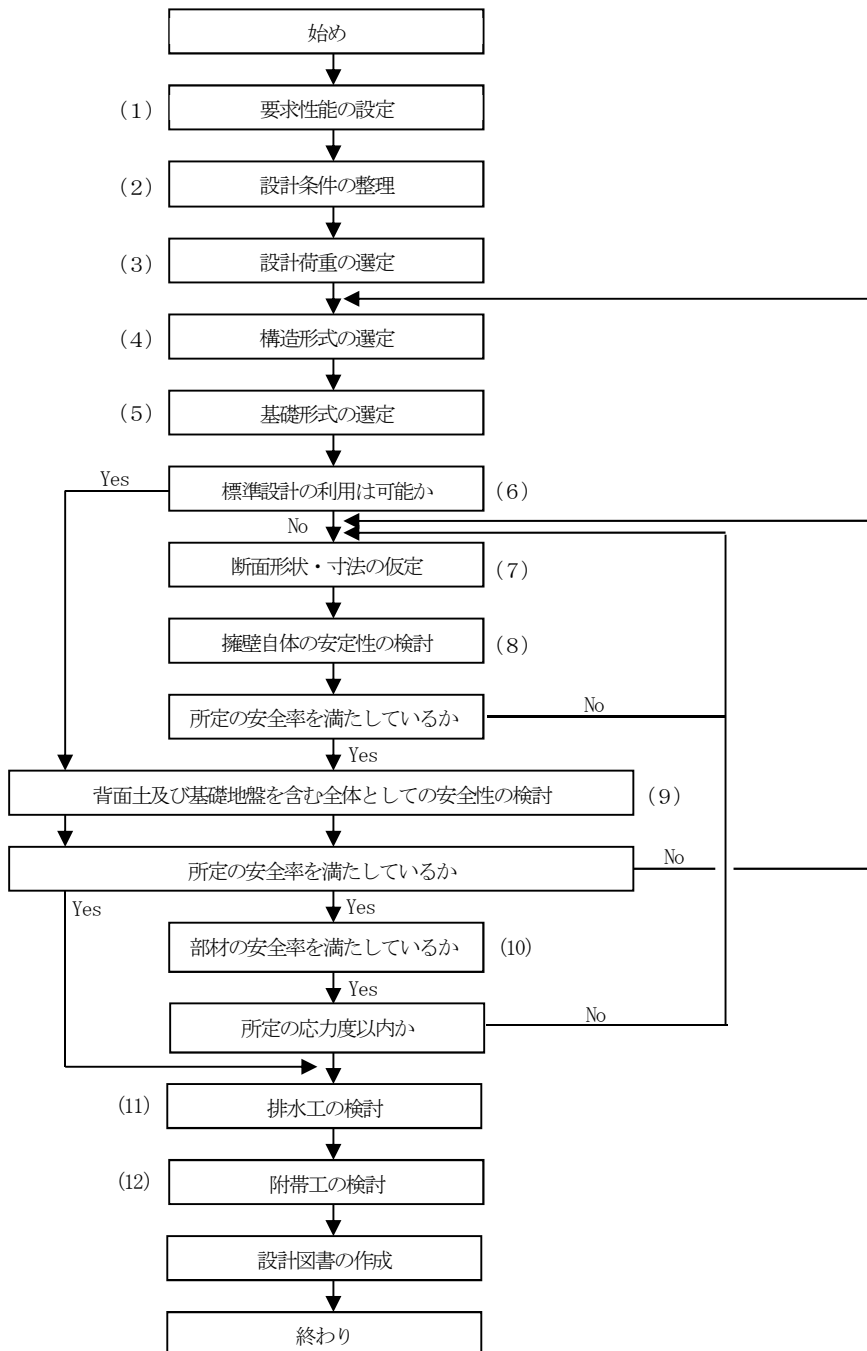 始め
(1) 要求性能の設定
(2) 設計条件の整理
(3) 設計荷重の選定
(4) 構造形式の選定
(5) 基礎形式の選定
Yes
標準設計の利用は可能か (6)
No
断面形状・寸法の仮定 (7)
擁壁自体の安定性の検討 (8)
所定の安全率を満たしているか
No
Yes
背面土及び基礎地盤を含む全体としての安全性の検討 (9)
所定の安全率を満たしているか
No
Yes
Yes
部材の安全率を満たしているか (10)
Yes
所定の応力度以内か
No
(11) 排水工の検討
(12) 附帯工の検討
設計図書の作成
終わり